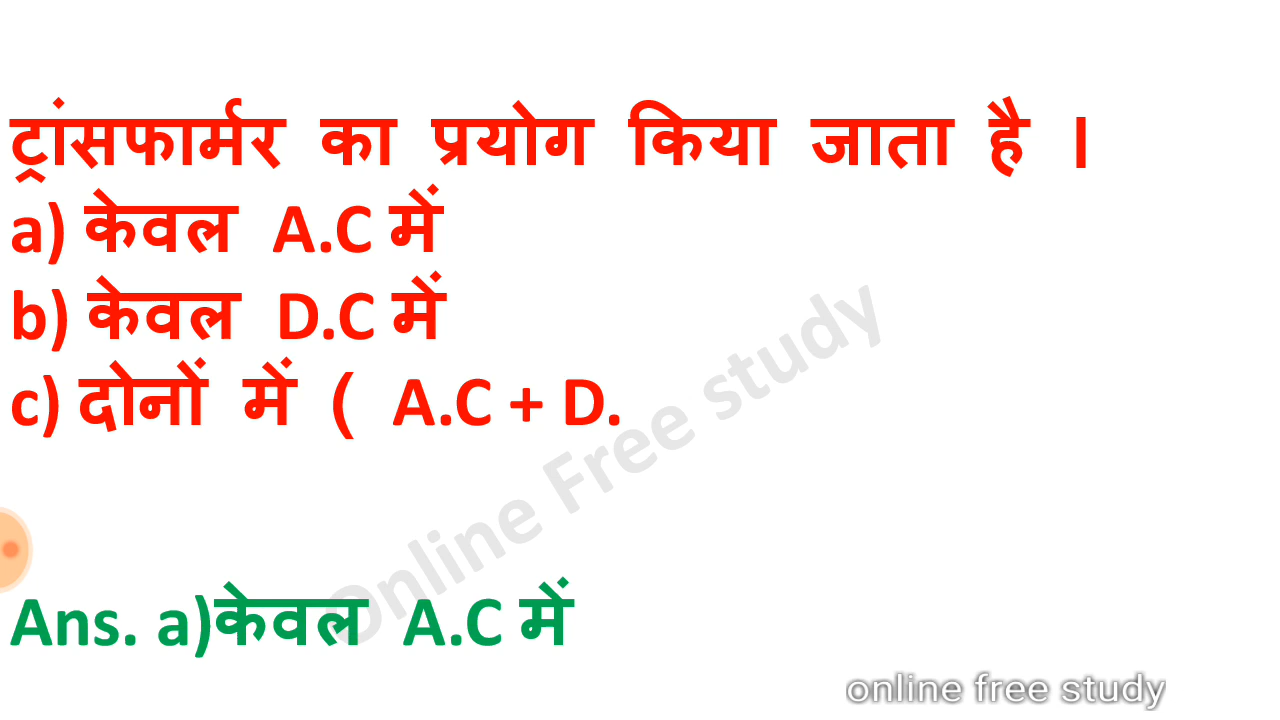 ट्रांसफार्मर का प्रयोग किया जाता है ।
a) केवल A.C में
b) केवल D.C में
c) दोनों में ( A.C + D.
Online Free study
Ans. a)केवल A.C में
online free study